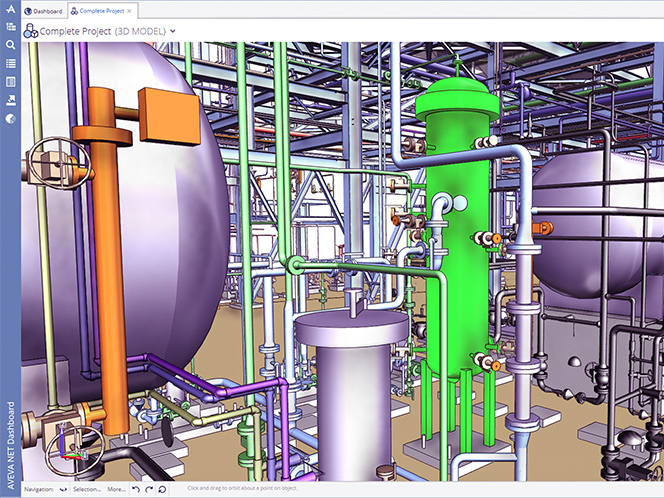 Dashboard
Complete Project
Complete Project (3D MODEL)
AVEVA NET Dashboard
Navigation:
Selection...
More...
Click and drag to orbit about a point on object.